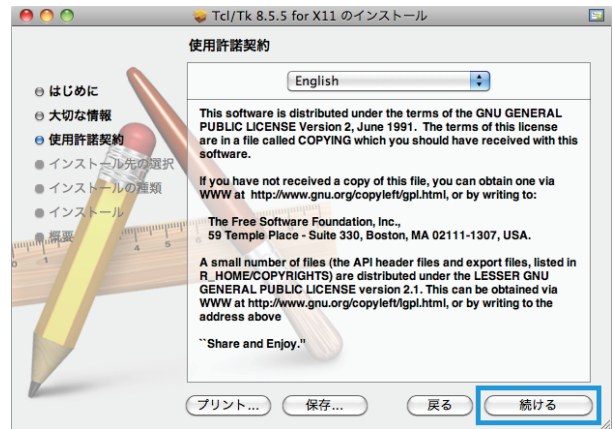 Tcl/Tk 8.5.5 for X11 のインストール
使用許諾契約
はじめに
大切な情報
使用許諾契約
インストール先の選択
インストールの種類
インストール
概要
English
This software is distributed under the terms of the GNU GENERAL
PUBLIC LICENSE Version 2, June 1991.  The terms of this license
are in a file called COPYING which you should have received with this
software.
If you have not received a copy of this file, you can obtain one via
WWW at  http://www.gnu.org/copyleft/gpl.html, or by writing to:
The Free Software Foundation, Inc.,
59 Temple Place - Suite 330, Boston, MA 02111-1307, USA.
A small number of files (the API header files and export files, listed in
R_HOME/COPYRIGHTS) are distributed under the LESSER GNU
GENERAL PUBLIC LICENSE version 2.1. This can be obtained via
WWW at http://www.gnu.org/copyleft/lgpl.html, or by writing to the
address above
``Share and Enjoy.''
プリント... 保存... 戻る 続ける